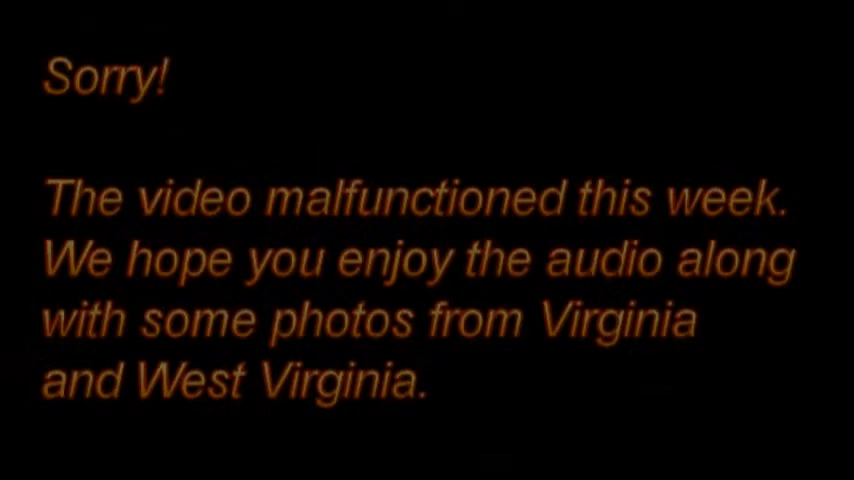 Sorry!
The video malfunctioned this week.
We hope you enjoy the audio along
with some photos from Virginia
and West Virginia.